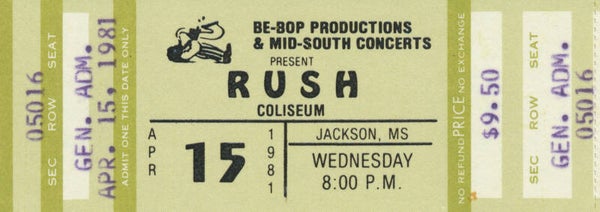 SEC ROW SEAT
05016
GEN. ADM.
APR. 15, 1981
ADMIT ONE THIS DATE ONLY
BE-BOP PRODUCTIONS
& MID-SOUTH CONCERTS
PRESENT
RUSH
COLISEUM
APR
15
1981
JACKSON, MS
WEDNESDAY
8:00 P.M.
NO REFUND PRICE NO EXCHANGE
$9.50
GEN. ADM.
05016
SEC ROW SEAT